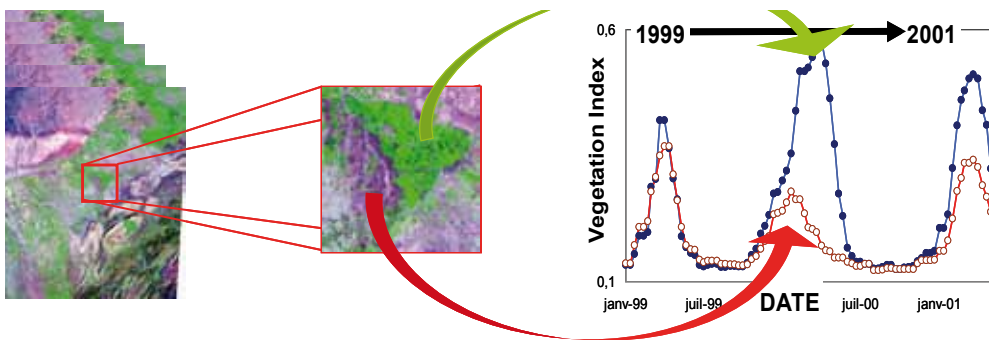 0,6
1999
2001
Vegetation Index
0,1
janv-99
juil-99
DATE
juil-00
janv-01